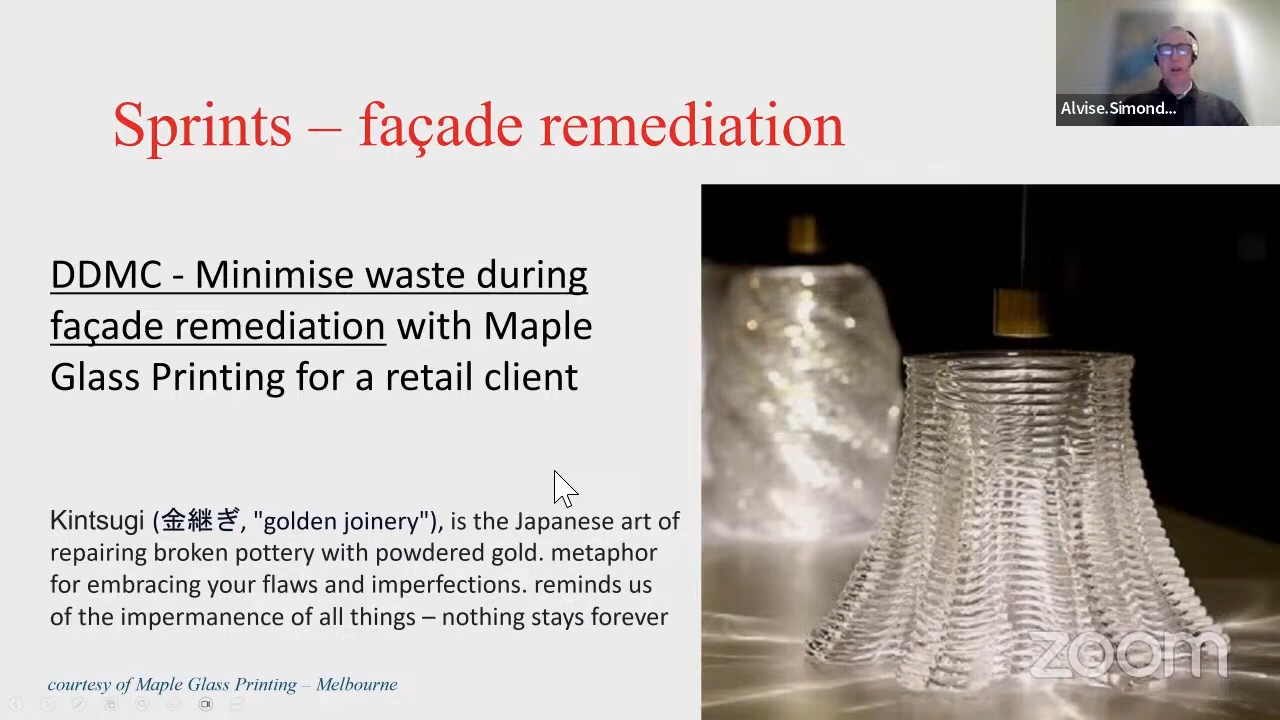 Alvise.Simond...
Sprints – façade remediation
DDMC - Minimise waste during
façade remediation with Maple
Glass Printing for a retail client
Kintsugi (金継ぎ, "golden joinery"), is the Japanese art of
repairing broken pottery with powdered gold. metaphor
for embracing your flaws and imperfections. reminds us
of the impermanence of all things – nothing stays forever
courtesy of Maple Glass Printing – Melbourne
zoom